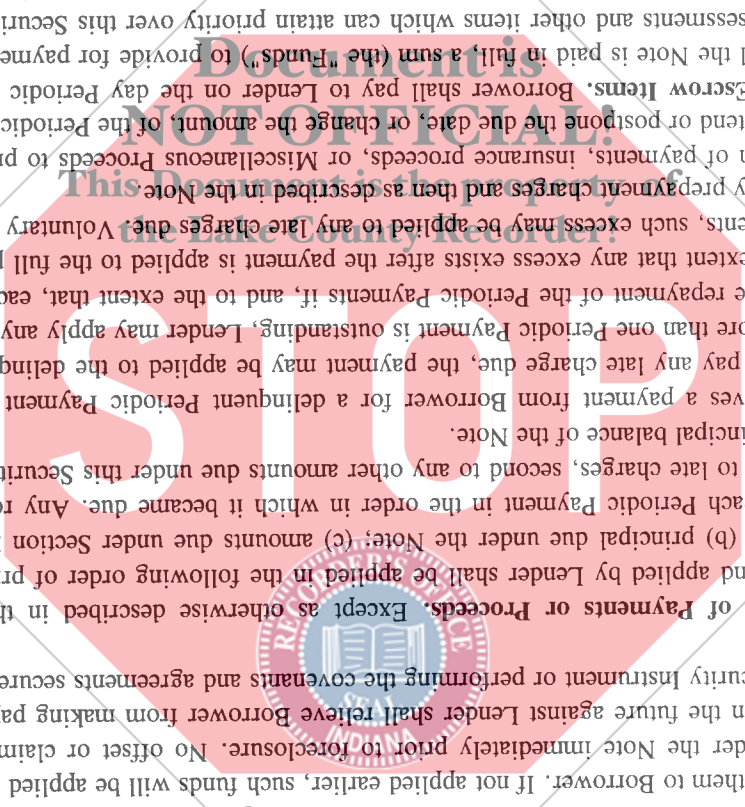 them to Borrower. If not applied earlier, such funds will be applied
der the Note immediately prior to foreclosure. No offset or claim
n the future against Lender shall relieve Borrower from making pay
curity Instrument or performing the covenants and agreements secure
of Payments or Proceeds. Except as otherwise described in th
nd applied by Lender shall be applied in the following order of pri
(b) principal due under the Note; (c) amounts due under Section
ach Periodic Payment in the order in which it became due. Any re
to late charges, second to any other amounts due under this Securit
incipal balance of the Note.
ves a payment from Borrower for a delinquent Periodic Payment
pay any late charge due, the payment may be applied to the delinq
ore than one Periodic Payment is outstanding, Lender may apply any
e repayment of the Periodic Payments if, and to the extent that, eac
extent that any excess exists after the payment is applied to the full
ents, such excess may be applied to any late charges due Voluntary
y prepayment charges and then as described in the Note.
n of payments, insurance proceeds, or Miscellaneous Proceeds to pr
tend or postpone the due date, or change the amount, of the Periodic
Escrow Items. Borrower shall pay to Lender on the day Periodic
l the Note is paid in full, a sum (the "Funds") to provide for payme
ssessments and other items which can attain priority over this Securi
Document is
NOT OFFICIAL!
This Document is the property of
the Lake County Recorder!
STOP
RECORDER'S OFFICE
INDIANA